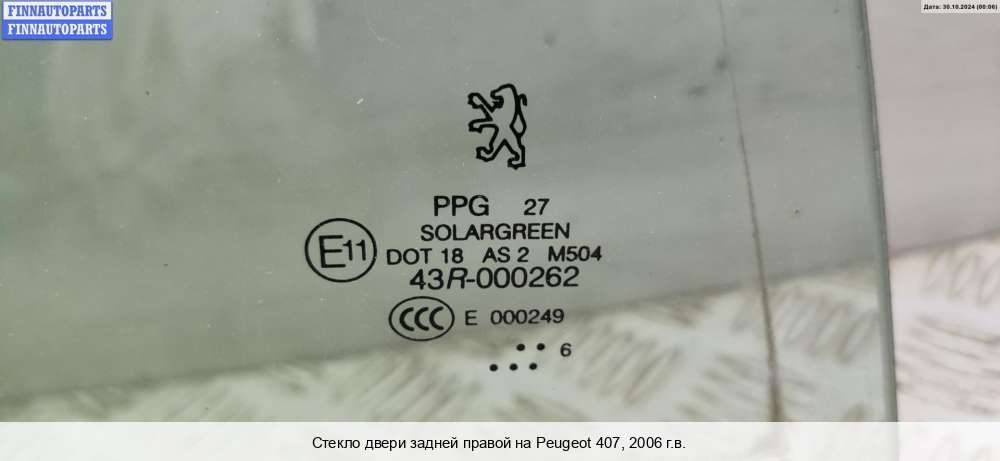 FINNAUTOPARTS
FINNAUTOPARTS
Дата: 30.10.2024 (00:06)
PPG 27
SOLARGREEN
E11
DOT 18 AS 2 M504
43R-000262
CCC E 000249
6
Стекло двери задней правой на Peugeot 407, 2006 г.в.